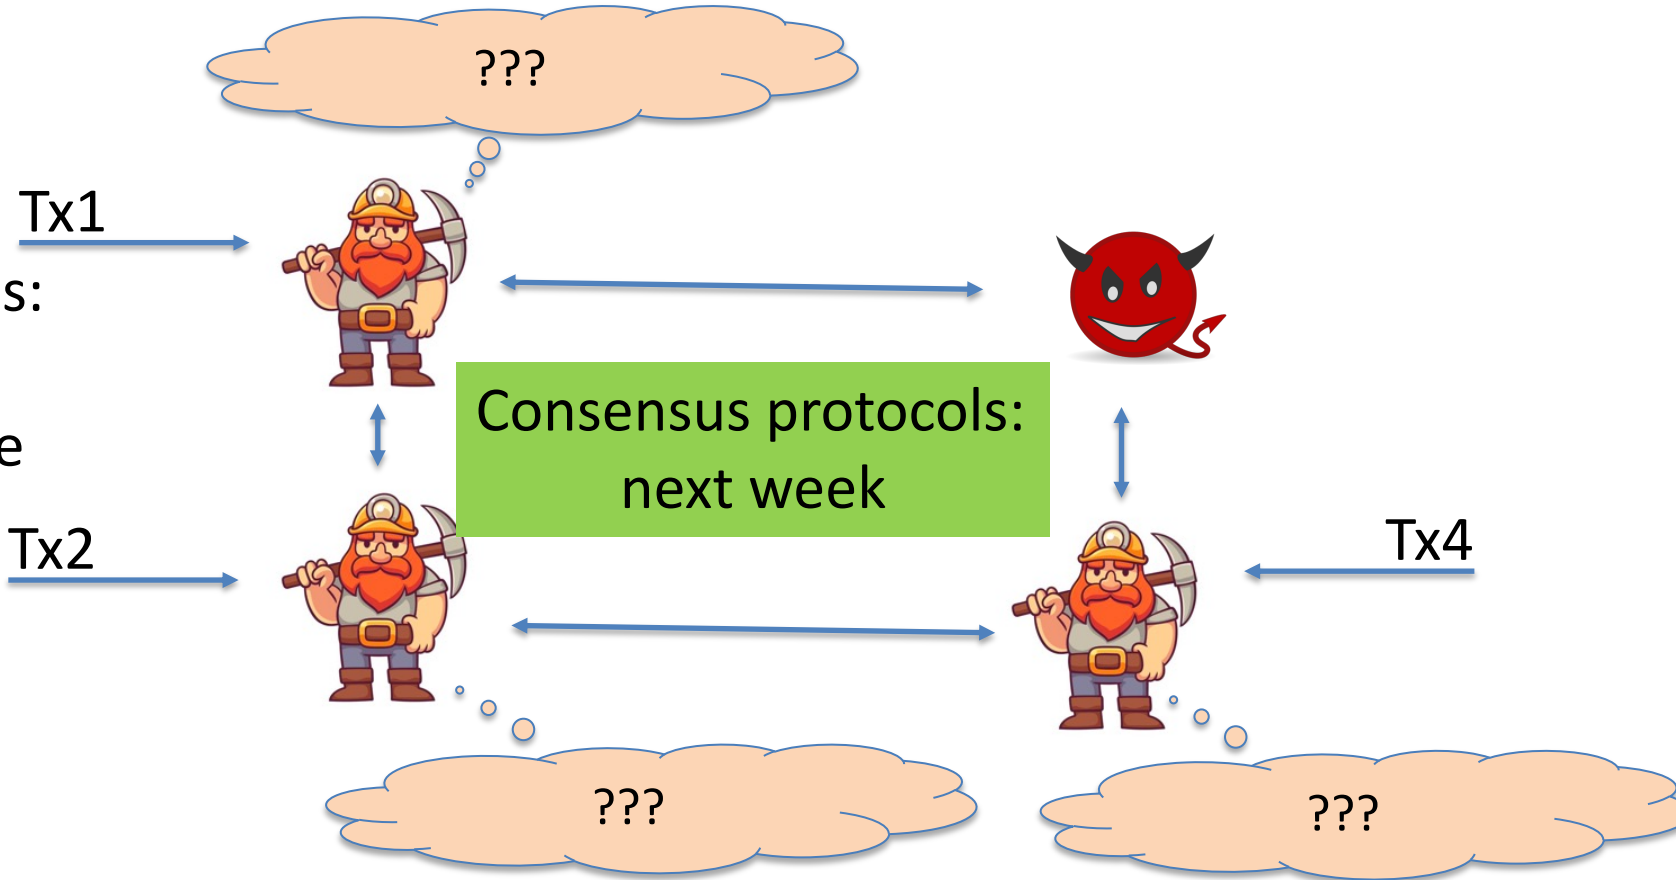 ???
Tx1
s:
Consensus protocols:
next week
e
Tx2
Tx4
???
???